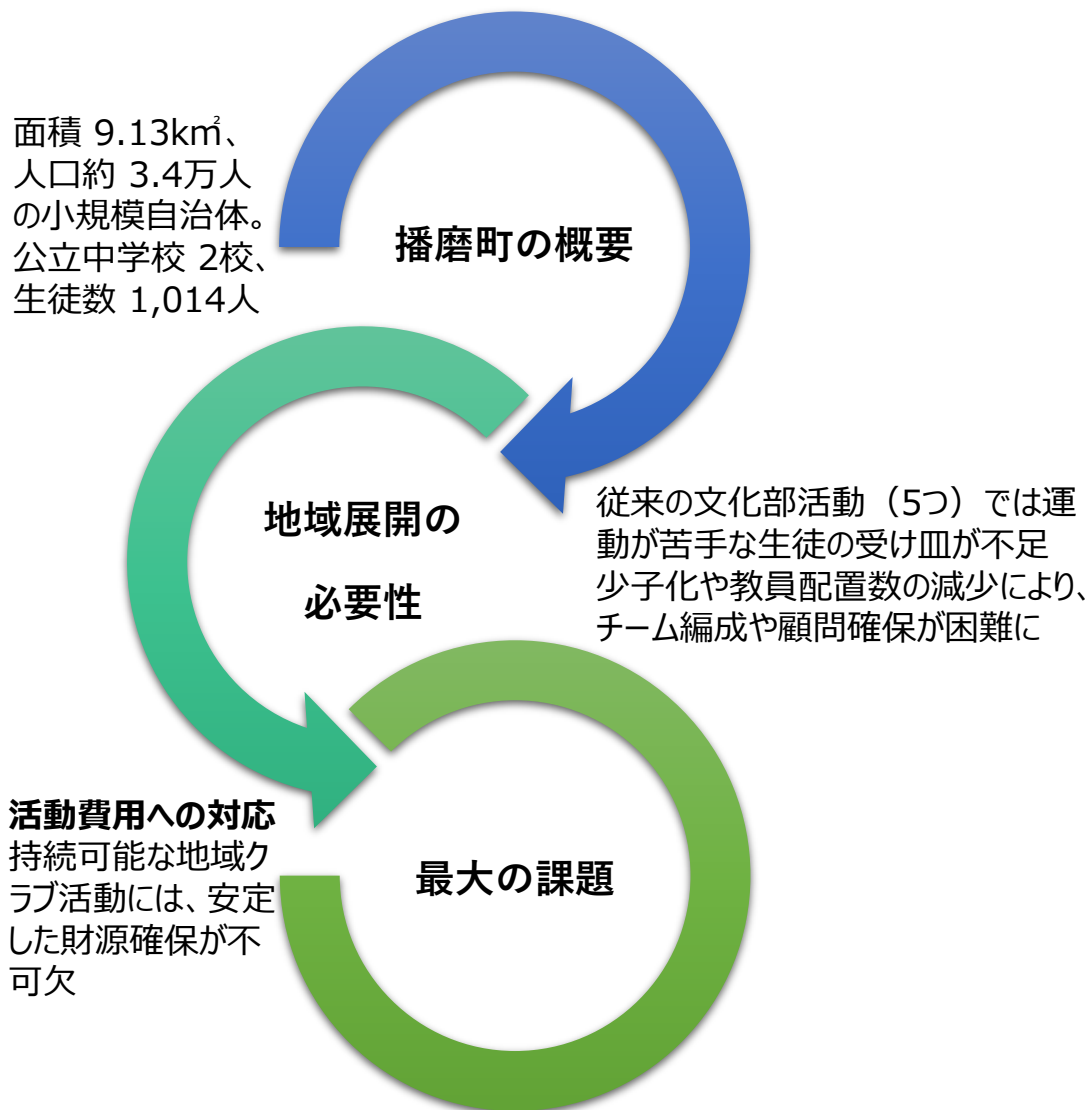 面積 9.13㎢、
人口約 3.4万人
の小規模自治体。
公立中学校 2校、
生徒数 1,014人
播磨町の概要
地域展開の
必要性
従来の文化部活動（5つ）では運
動が苦手な生徒の受け皿が不足
少子化や教員配置数の減少により、
チーム編成や顧問確保が困難に
活動費用への対応
持続可能な地域ク
ラブ活動には、安定
した財源確保が不
可欠
最大の課題